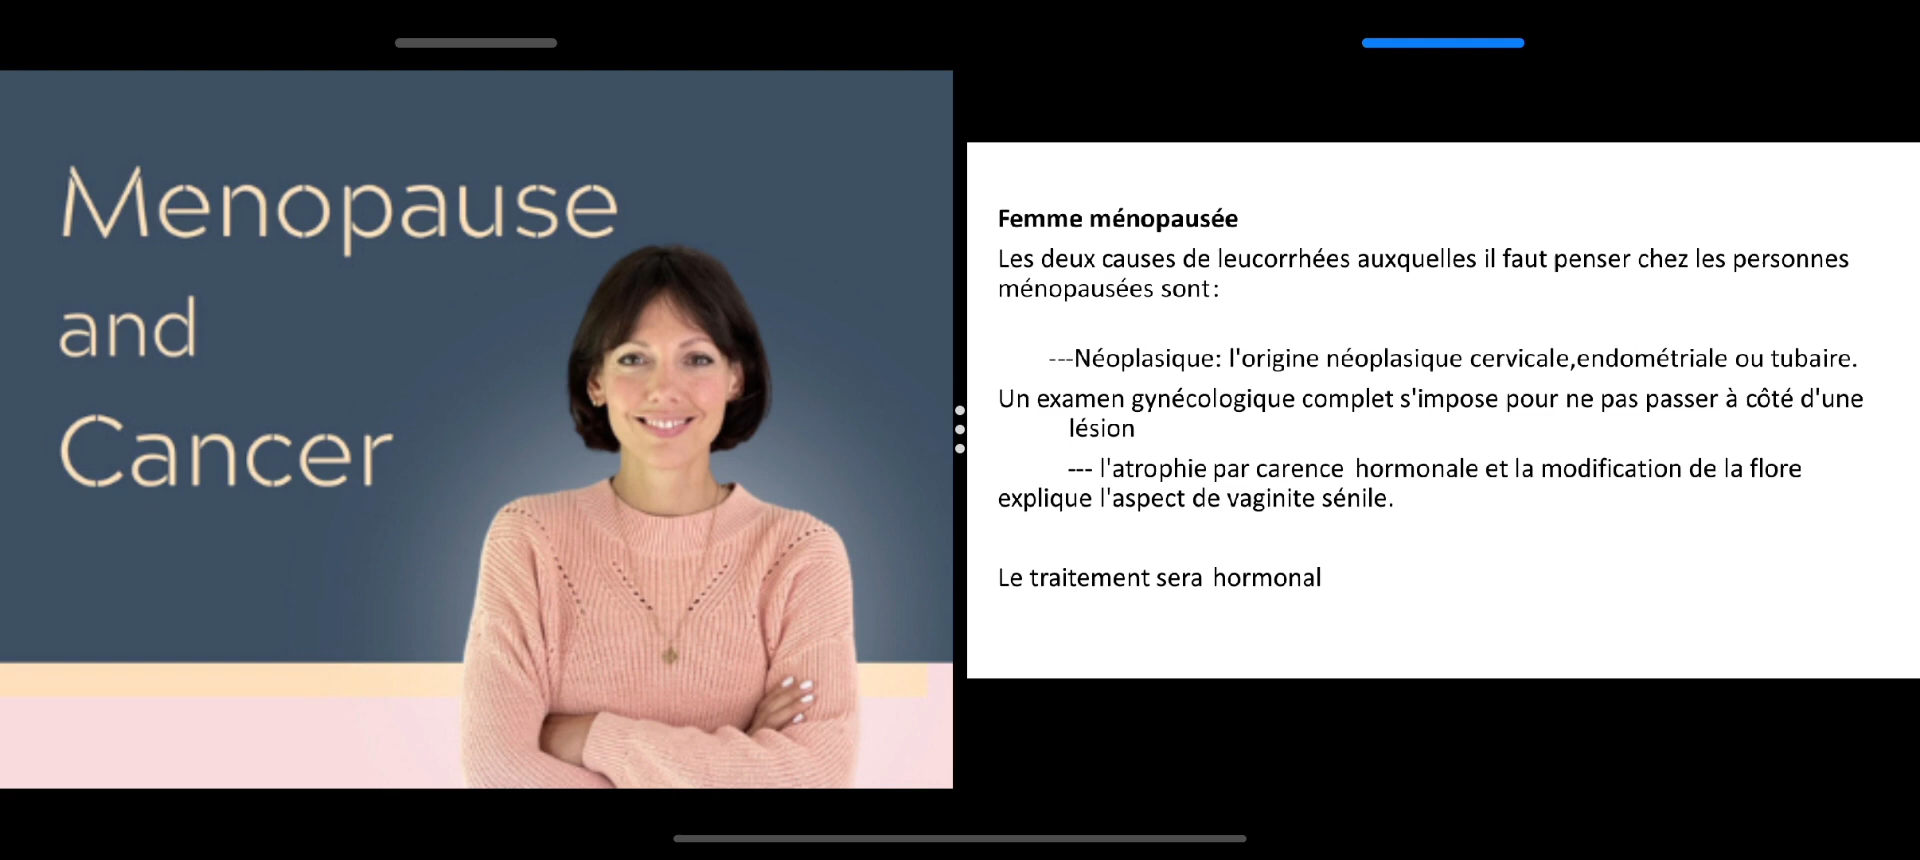 Menopause
and
Cancer
Femme ménopausée
Les deux causes de leucorrhées auxquelles il faut penser chez les personnes
ménopausées sont:
---Néoplasique: l'origine néoplasique cervicale,endométriale ou tubaire.
Un examen gynécologique complet s'impose pour ne pas passer à côté d'une
lésion
--- l'atrophie par carence hormonale et la modification de la flore
explique l'aspect de vaginite sénile.
Le traitement sera hormonal